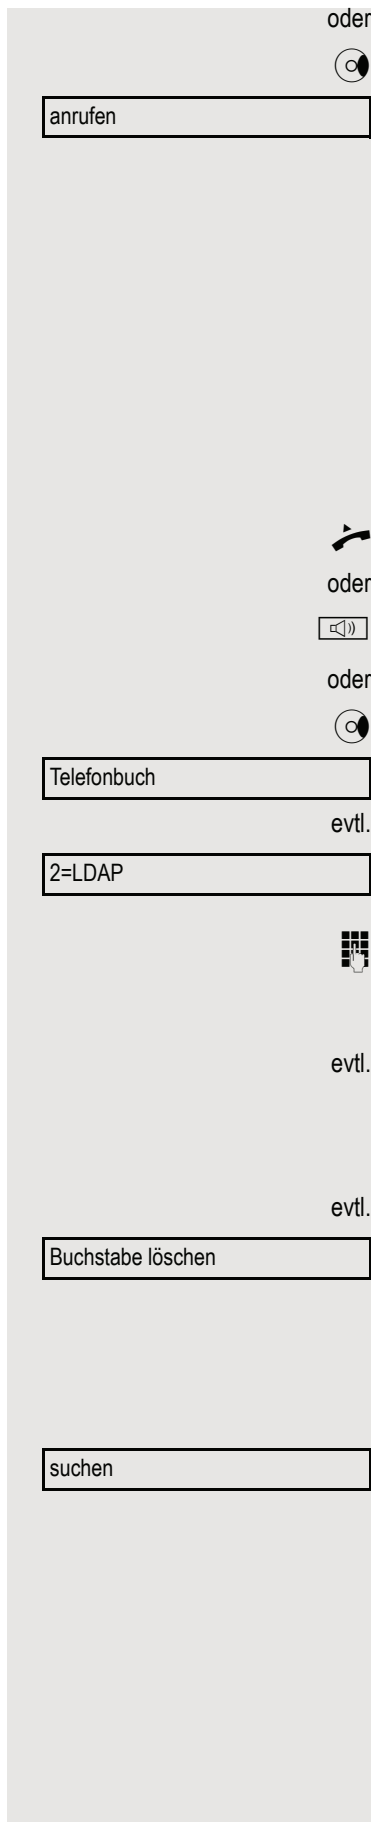 oder
anrufen
oder
oder
Telefonbuch
evtl.
2=LDAP
evtl.
evtl.
Buchstabe löschen
suchen